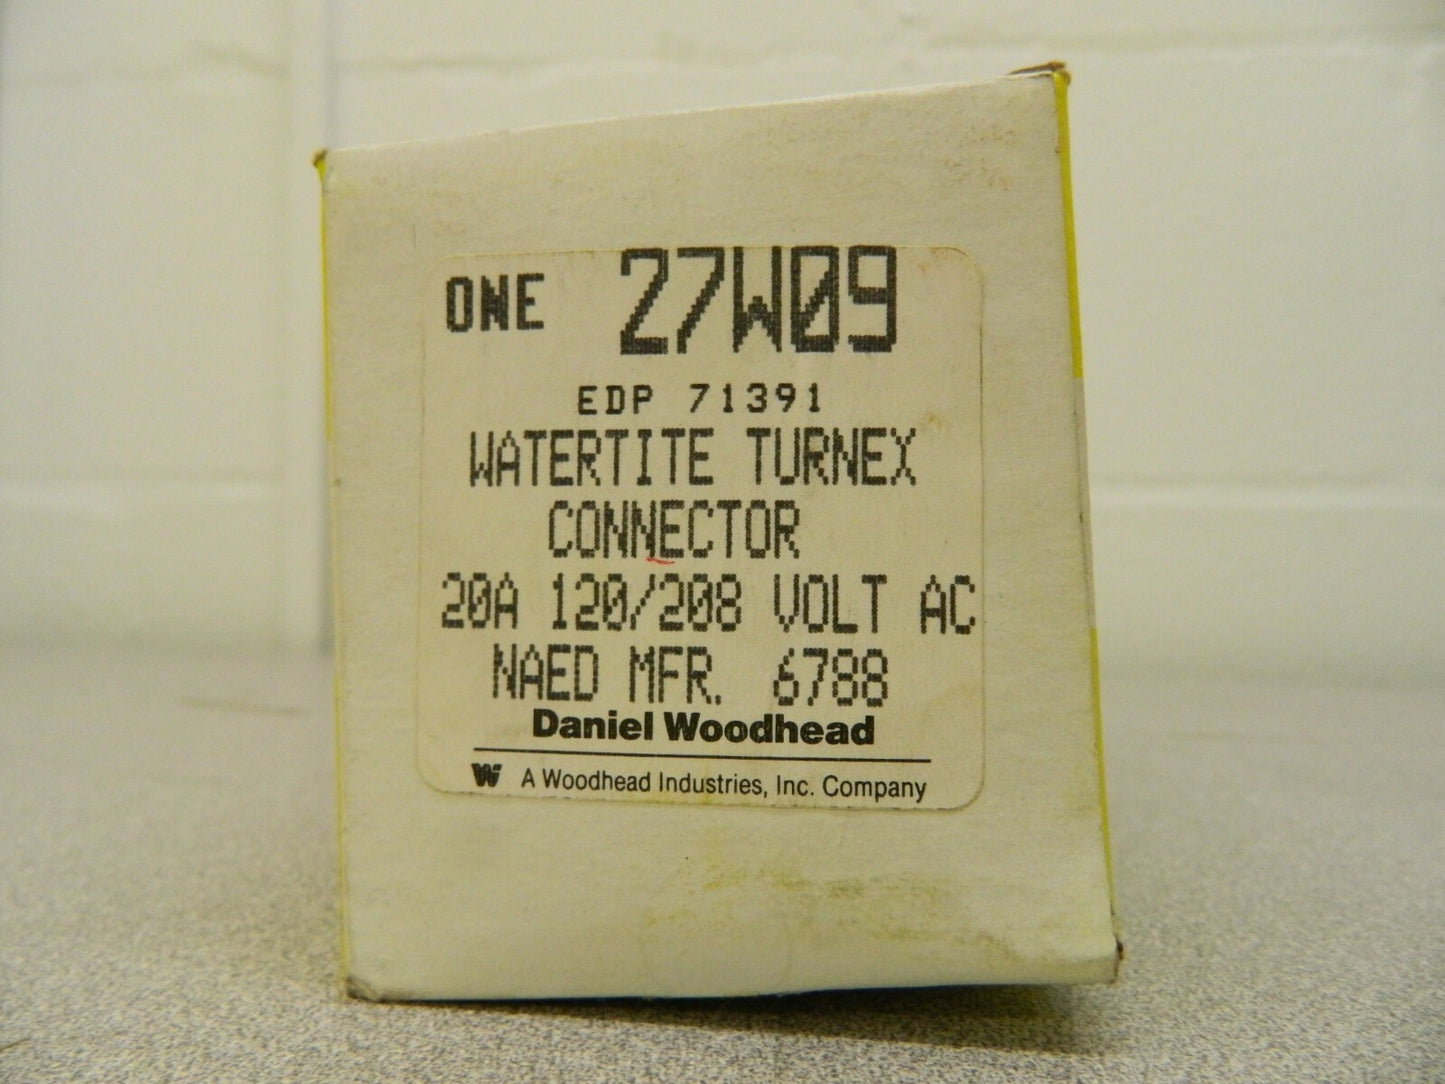 ONE 27W09
EDP 71391
WATERTITE TURNEX
CONNECTOR
20A 120/208 VOLT AC
NAED MFR. 6788
Daniel Woodhead
W A Woodhead Industries, Inc. Company